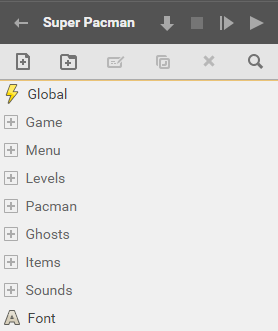 Super Pacman
Global
Game
Menu
Levels
Pacman
Ghosts
Items
Sounds
Font